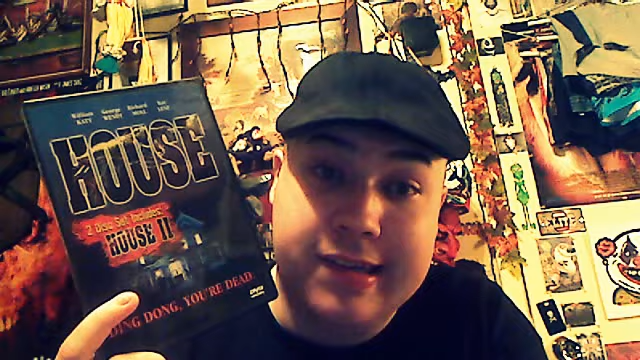 William KATT George WENDT Richard MOLL Kay LENZ
HOUSE
2 Disc Set Includes:
HOUSE II
DING DONG, YOU'RE DEAD.
DVD